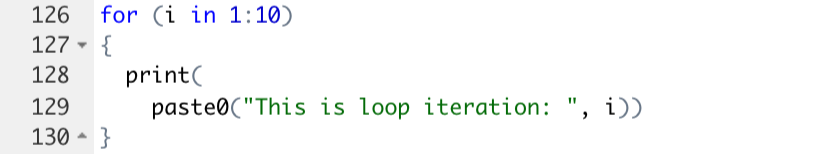 126 for (i in 1:10)
127 {
128   print(
129     paste0("This is loop iteration: ", i))
130 }